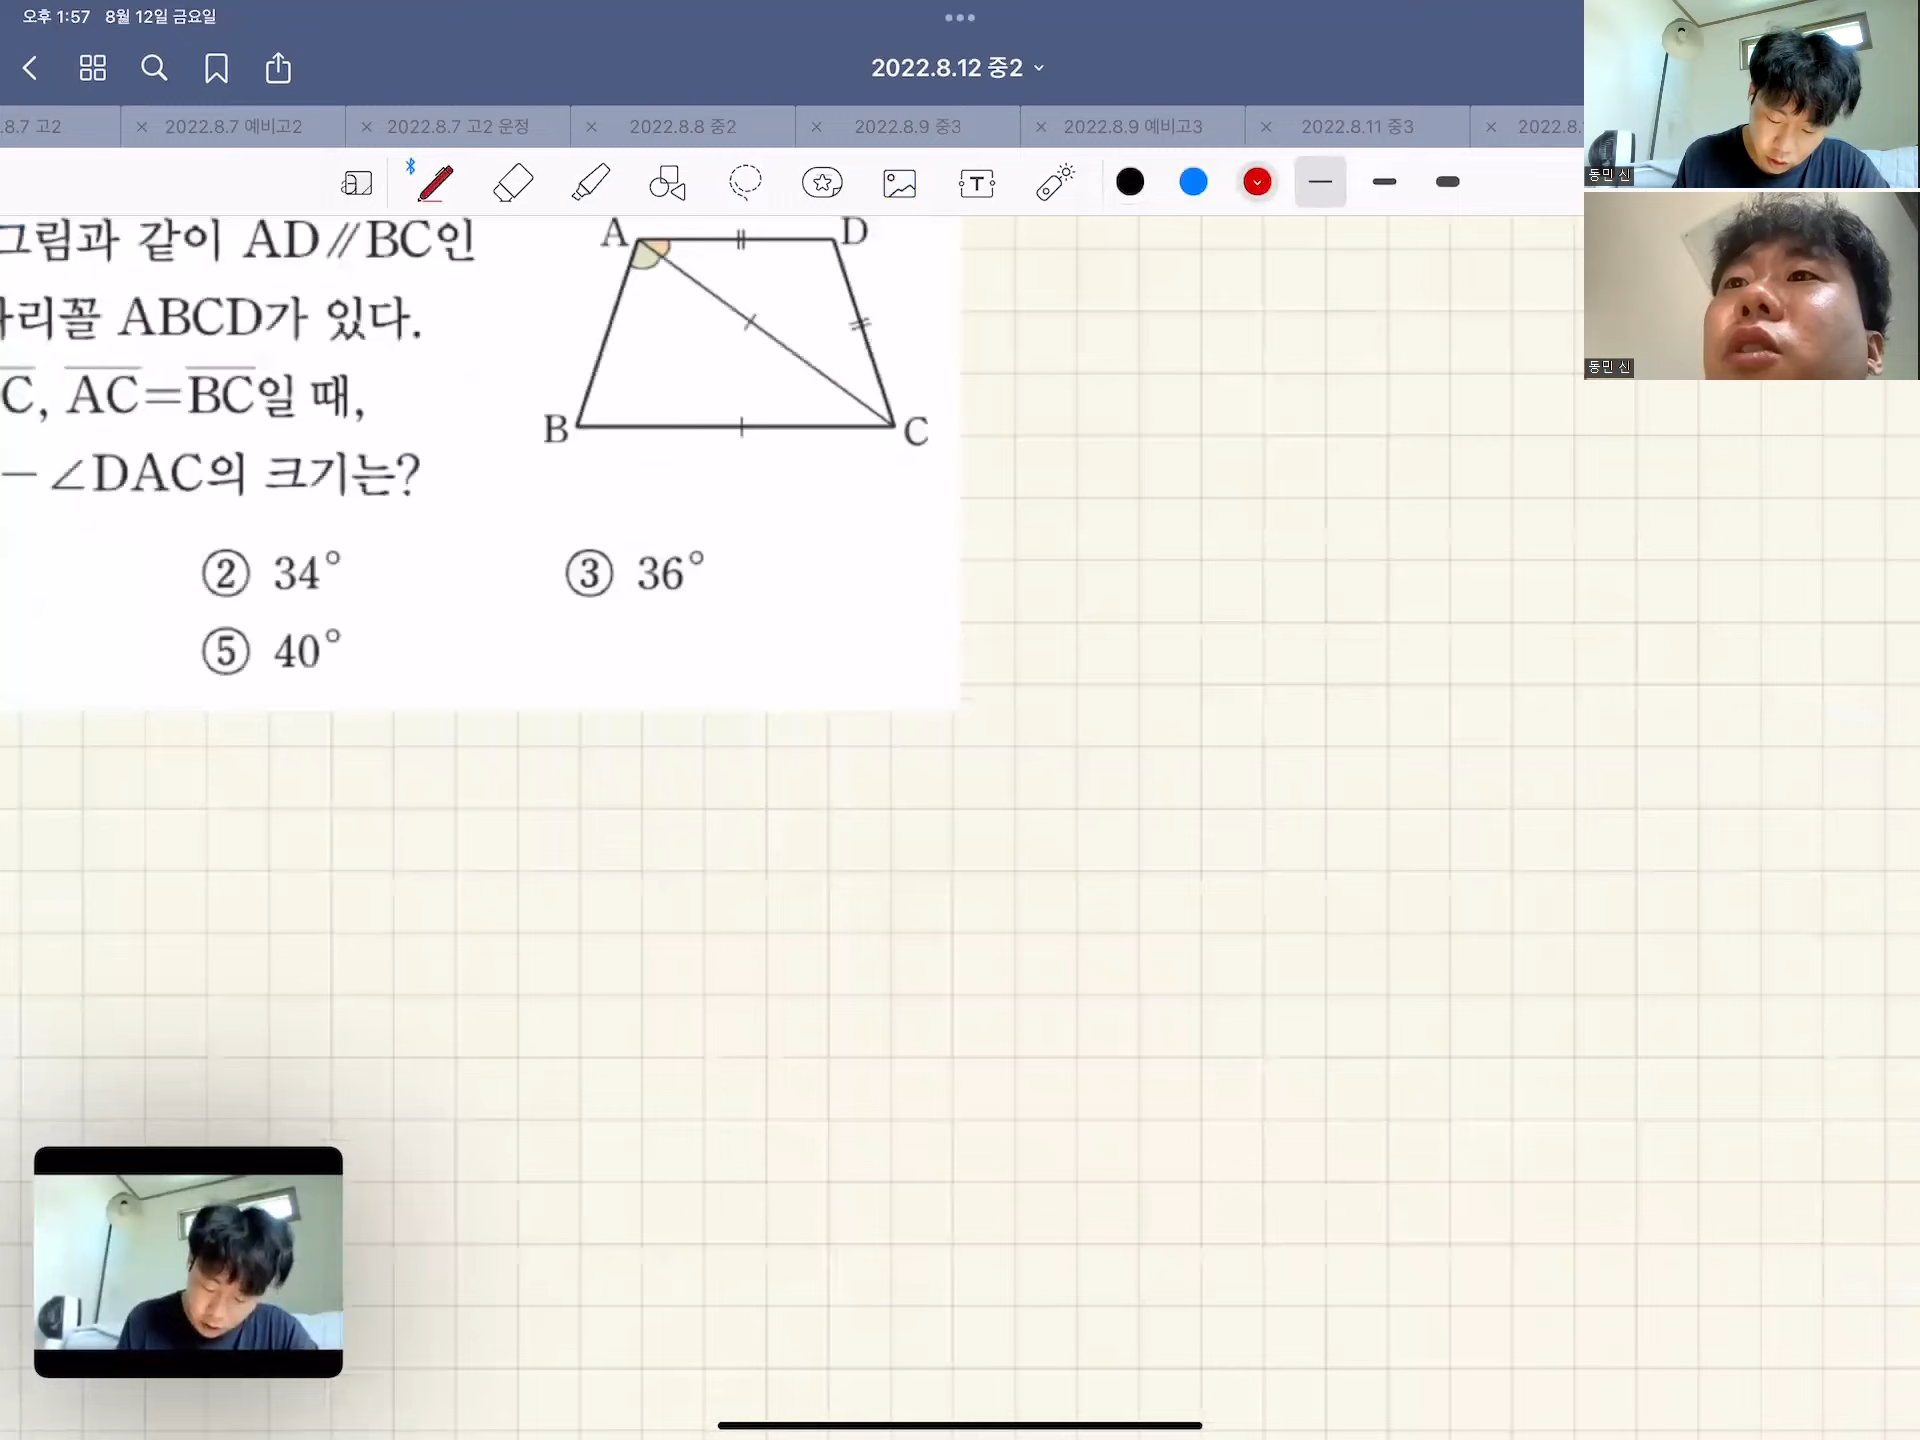 오후 1:57 8월 12일 금요일
2022.8.12 중2
.8.7 고2
2022.8.7 예비고2
2022.8.7 고2 운정
2022.8.8 중2
2022.8.9 중3
2022.8.9 예비고3
2022.8.11 중3
2022.8.
동민 신
동민 신
그림과 같이 AD∥BC인
리꼴 ABCD가 있다.
C, AC=BC일 때,
−∠DAC의 크기는?
A
D
B
C
② 34°
③ 36°
⑤ 40°